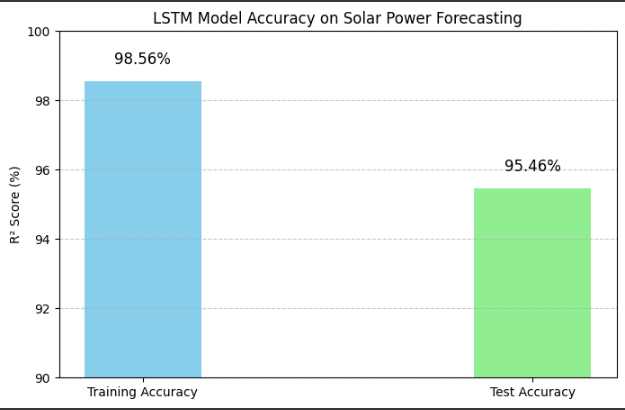 LSTM Model Accuracy on Solar Power Forecasting
100
98.56%
98
96
95.46%
94
92
90
R² Score (%)
Training Accuracy
Test Accuracy